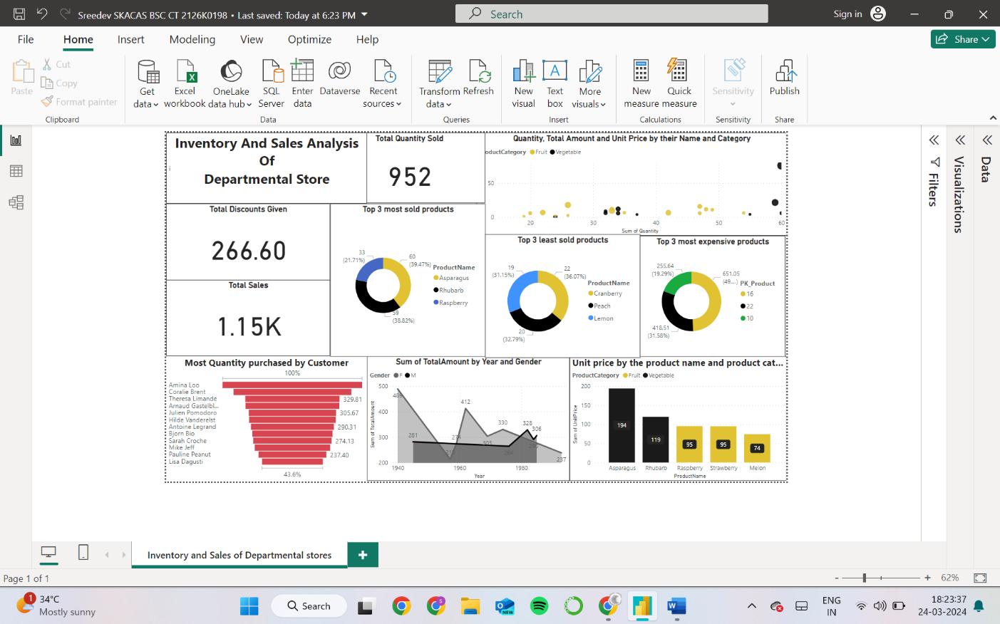 Sreedev SKACAS BSC CT 2126K0198 • Last saved: Today at 6:23 PM
Search
Sign in
File Home Insert Modeling View Optimize Help
Share
Paste
Cut
Copy
Format painter
Clipboard
Get data
Excel workbook
OneLake data hub
SQL Server
Enter data
Dataverse
Recent sources
Data
Transform data
Refresh
Queries
New visual
Text box
More visuals
Insert
New measure
Quick measure
Calculations
Sensitivity
Sensitivity
Publish
Share
Inventory And Sales Analysis
Of
Departmental Store
Total Quantity Sold
952
Quantity, Total Amount and Unit Price by their Name and Category
oductCategory Fruit Vegetable
50
0
20 30 40 50 60
Sum of Quantity
Total Discounts Given
266.60
Total Sales
1.15K
Top 3 most sold products
33
(21.71%)
60
(39.47%)
59
(38.82%)
ProductName
Asparagus
Rhubarb
Raspberry
Top 3 least sold products
19
(31.15%)
22
(36.07%)
20
(32.79%)
ProductName
Cranberry
Peach
Lemon
Top 3 most expensive products
255.64
(19.29%)
651.05
(49....)
418.51
(31.58%)
PK_Product
16
22
10
Most Quantity purchased by Customer
100%
Amina Loo
Coralie Brent
Theresa Limande 329.81
Arnaud Gastelbl...
Julien Pomodoro 305.67
Hilde Vanderelst
Antoine Legrand 290.31
Bjorn Bio
Sarah Croche 274.13
Mike Jeff
Pauline Peanut 237.40
Lisa Dagusti
43.6%
Sum of TotalAmount by Year and Gender
Gender F M
Sum of TotalAmount
500
400
300
200
281
412
274
303
330
264
328
306
237
1940 1960 1980
Year
Unit price by the product name and product cat...
ProductCategory Fruit Vegetable
Sum of UnitPrice
200
150
100
50
0
194
119
95
95
74
Asparagus Rhubarb Raspberry Strawberry Melon
ProductName
Filters
Visualizations
Data
Inventory and Sales of Departmental stores
+
Page 1 of 1
- + 62%
1
34°C
Mostly sunny
Search
NEW
ENG
IN
18:23:37
24-03-2024